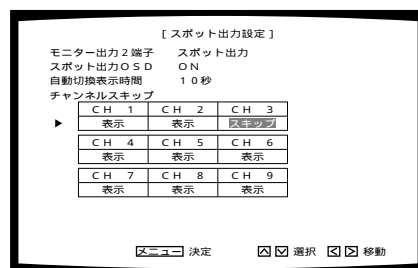 ［スポット出力設定］
モニター出力２端子　スポット出力
スポット出力ＯＳＤ　ＯＮ
自動切換表示時間　１０秒
チャンネルスキップ
ＣＨ　１　ＣＨ　２　ＣＨ　３
▶　表示　表示　スキップ
ＣＨ　４　ＣＨ　５　ＣＨ　６
表示　表示　表示
ＣＨ　７　ＣＨ　８　ＣＨ　９
表示　表示　表示
メニュー 決定　選択　移動